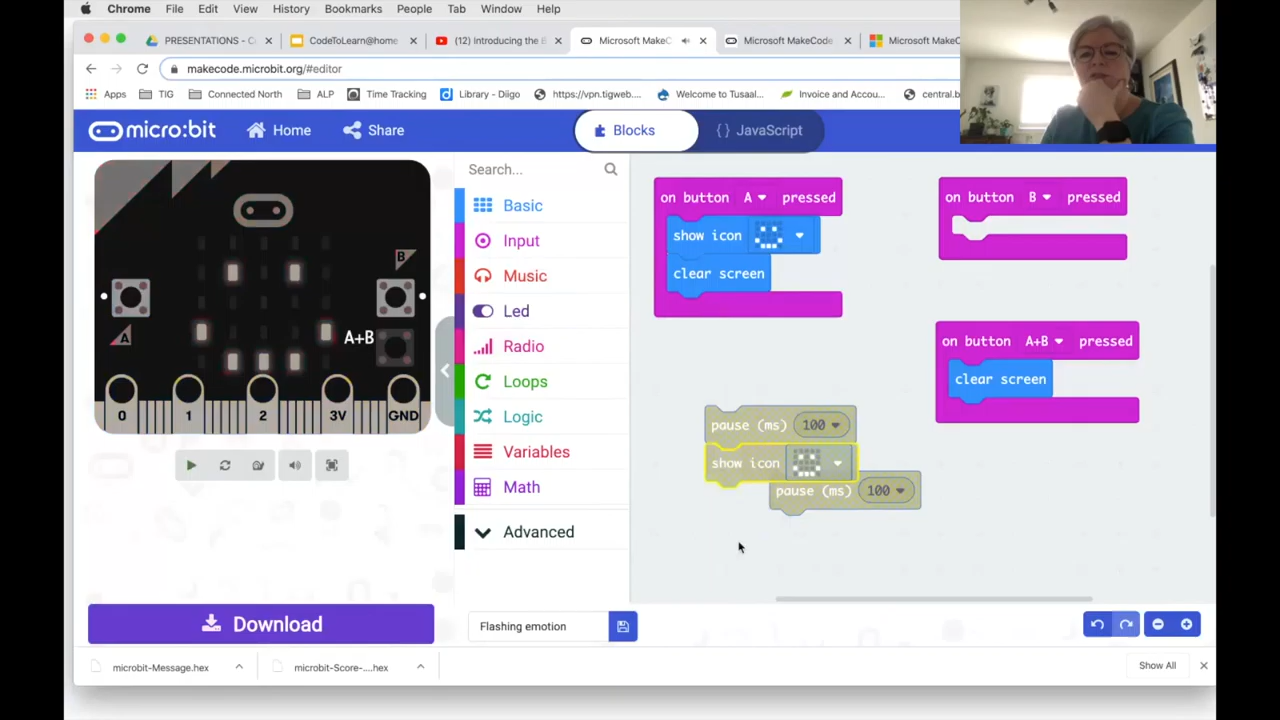 Chrome File Edit View History Bookmarks People Tab Window Help
PRESENTATIONS - C
CodeToLearn@home
(12) Introducing the
Microsoft MakeC
Microsoft MakeCode
Microsoft MakeC
makecode.microbit.org/#editor
Apps TIG Connected North ALP Time Tracking Library - Diigo https://vpn.tigweb... Welcome to Tusaal... Invoice and Accou... central.b
micro:bit Home Share Blocks { } JavaScript
Search...
Basic
Input
Music
Led
Radio
Loops
Logic
Variables
Math
Advanced
B
A
A+B
0 1 2 3V GND
on button A pressed
show icon
clear screen
on button B pressed
on button A+B pressed
clear screen
pause (ms) 100
show icon
pause (ms) 100
Download
Flashing emotion
microbit-Message.hex
microbit-Score-....hex
Show All